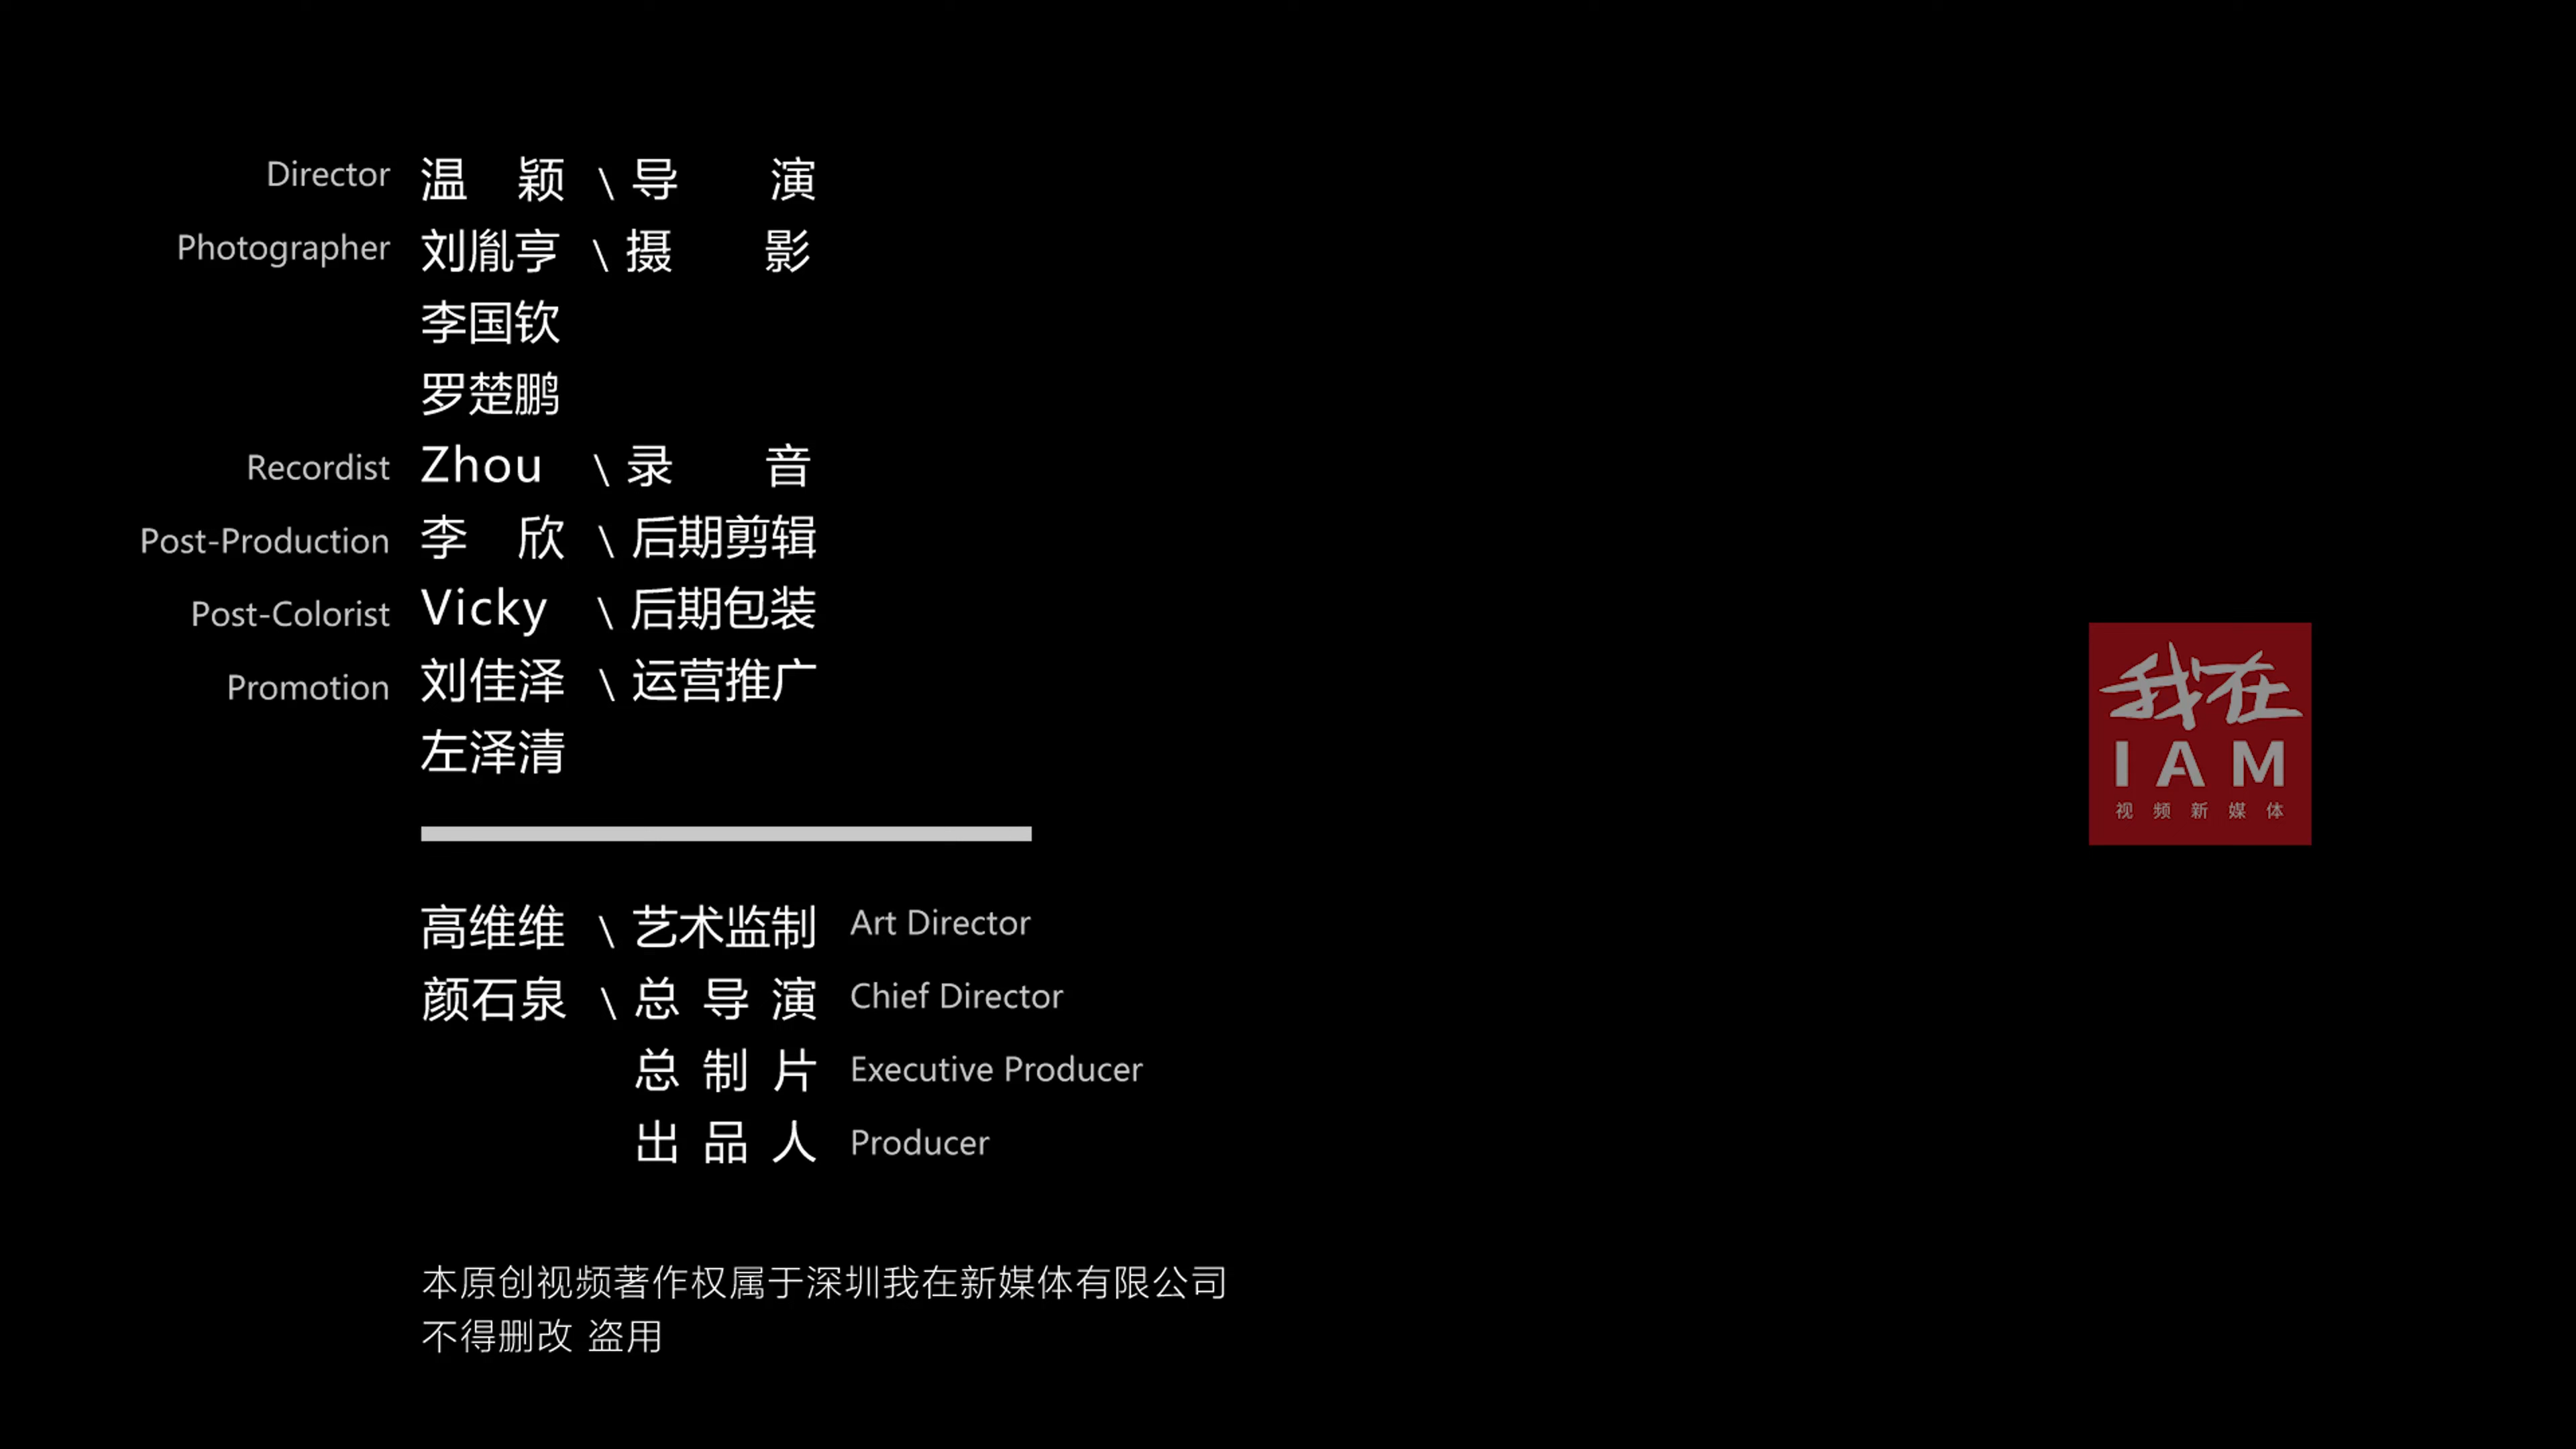 Director 温 颖 \ 导 演
Photographer 刘胤亨 \ 摄 影
李国钦
罗楚鹏
Recordist Zhou \ 录 音
Post-Production 李 欣 \ 后期剪辑
Post-Colorist Vicky \ 后期包装
Promotion 刘佳泽 \ 运营推广
左泽清
高维维 \ 艺术监制 Art Director
颜石泉 \ 总 导 演 Chief Director
总 制 片 Executive Producer
出 品 人 Producer
本原创视频著作权属于深圳我在新媒体有限公司
不得删改 盗用
我在
IAM
视频新媒体